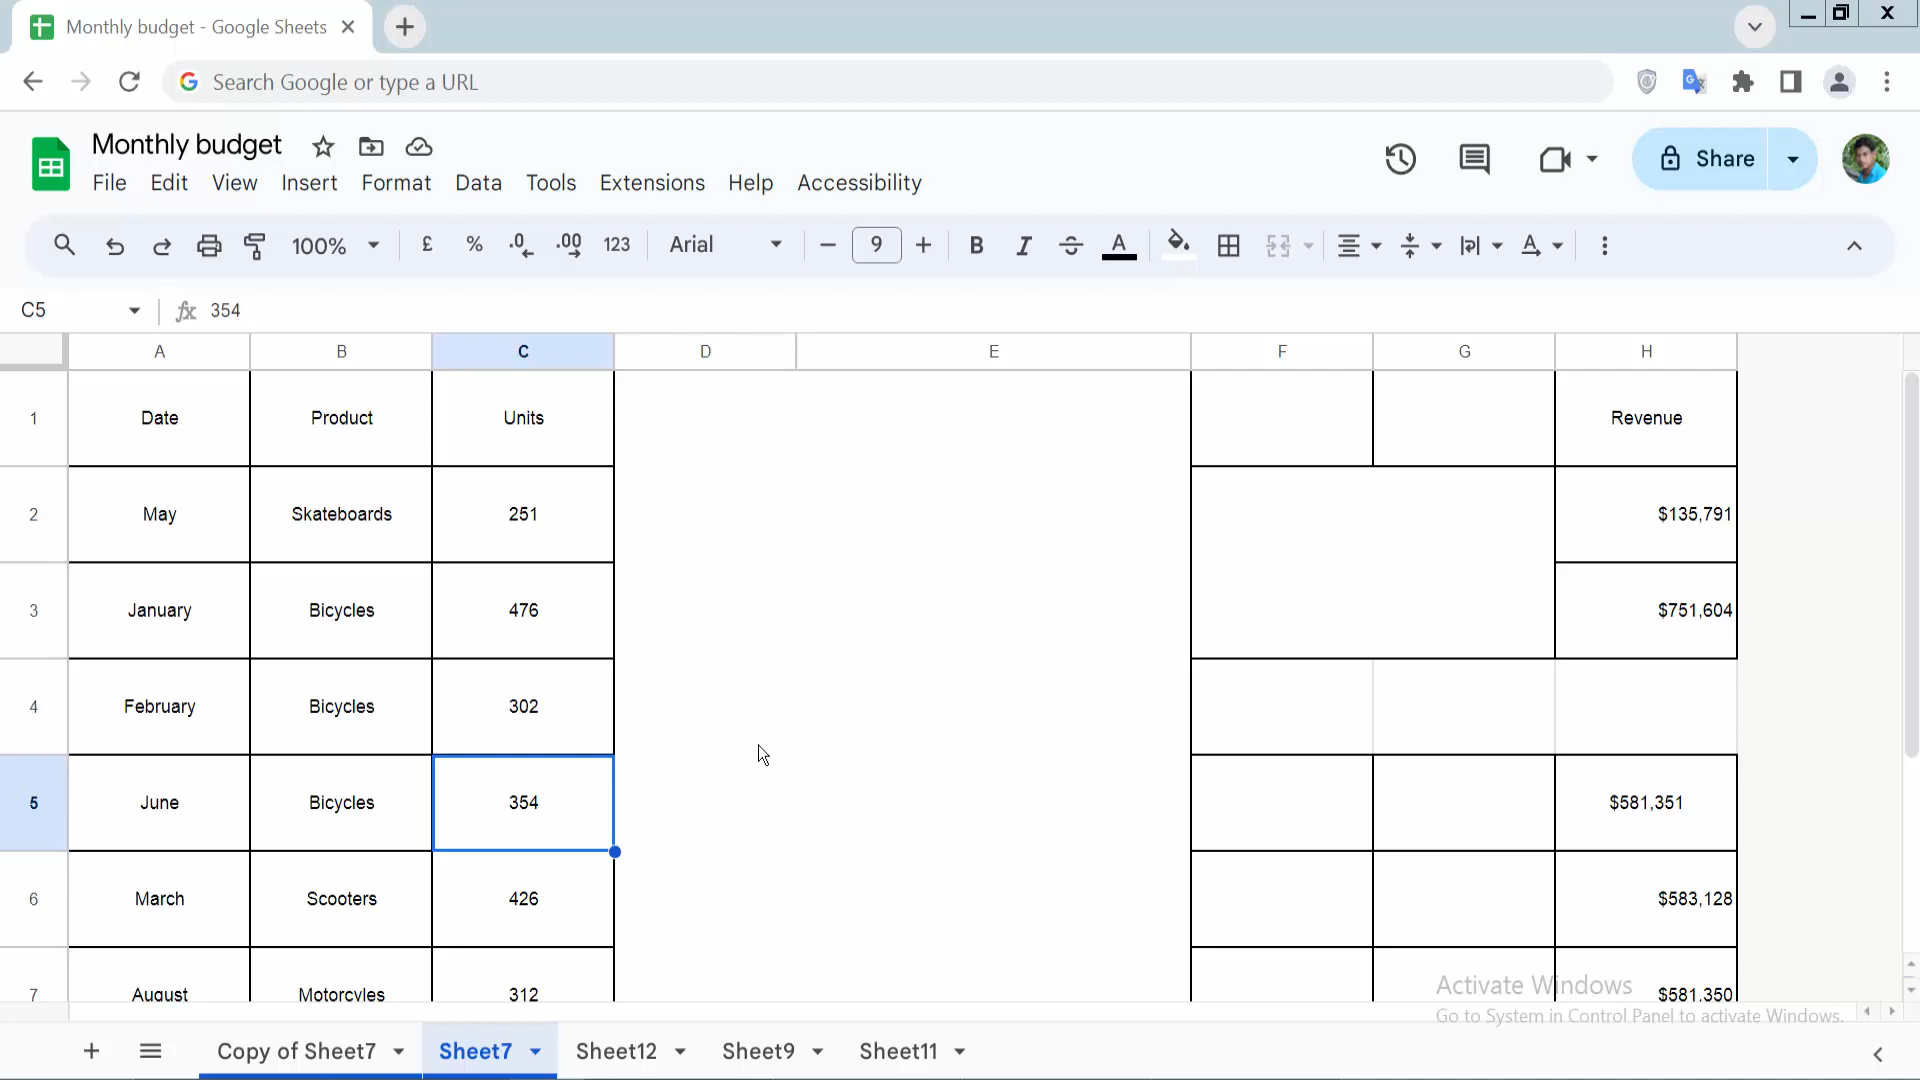 Monthly budget - Google Sheets
Search Google or type a URL
Monthly budget
File Edit View Insert Format Data Tools Extensions Help Accessibility
Share
100% £ % .0 .00 123 Arial 9 B I S A
C5 fx 354
A B C D E F G H
1 Date Product Units Revenue
2 May Skateboards 251 $135,791
3 January Bicycles 476 $751,604
4 February Bicycles 302
5 June Bicycles 354 $581,351
6 March Scooters 426 $583,128
7 August Motorcyles 312 $581,350
Activate Windows
Go to System in Control Panel to activate Windows.
Copy of Sheet7 Sheet7 Sheet12 Sheet9 Sheet11